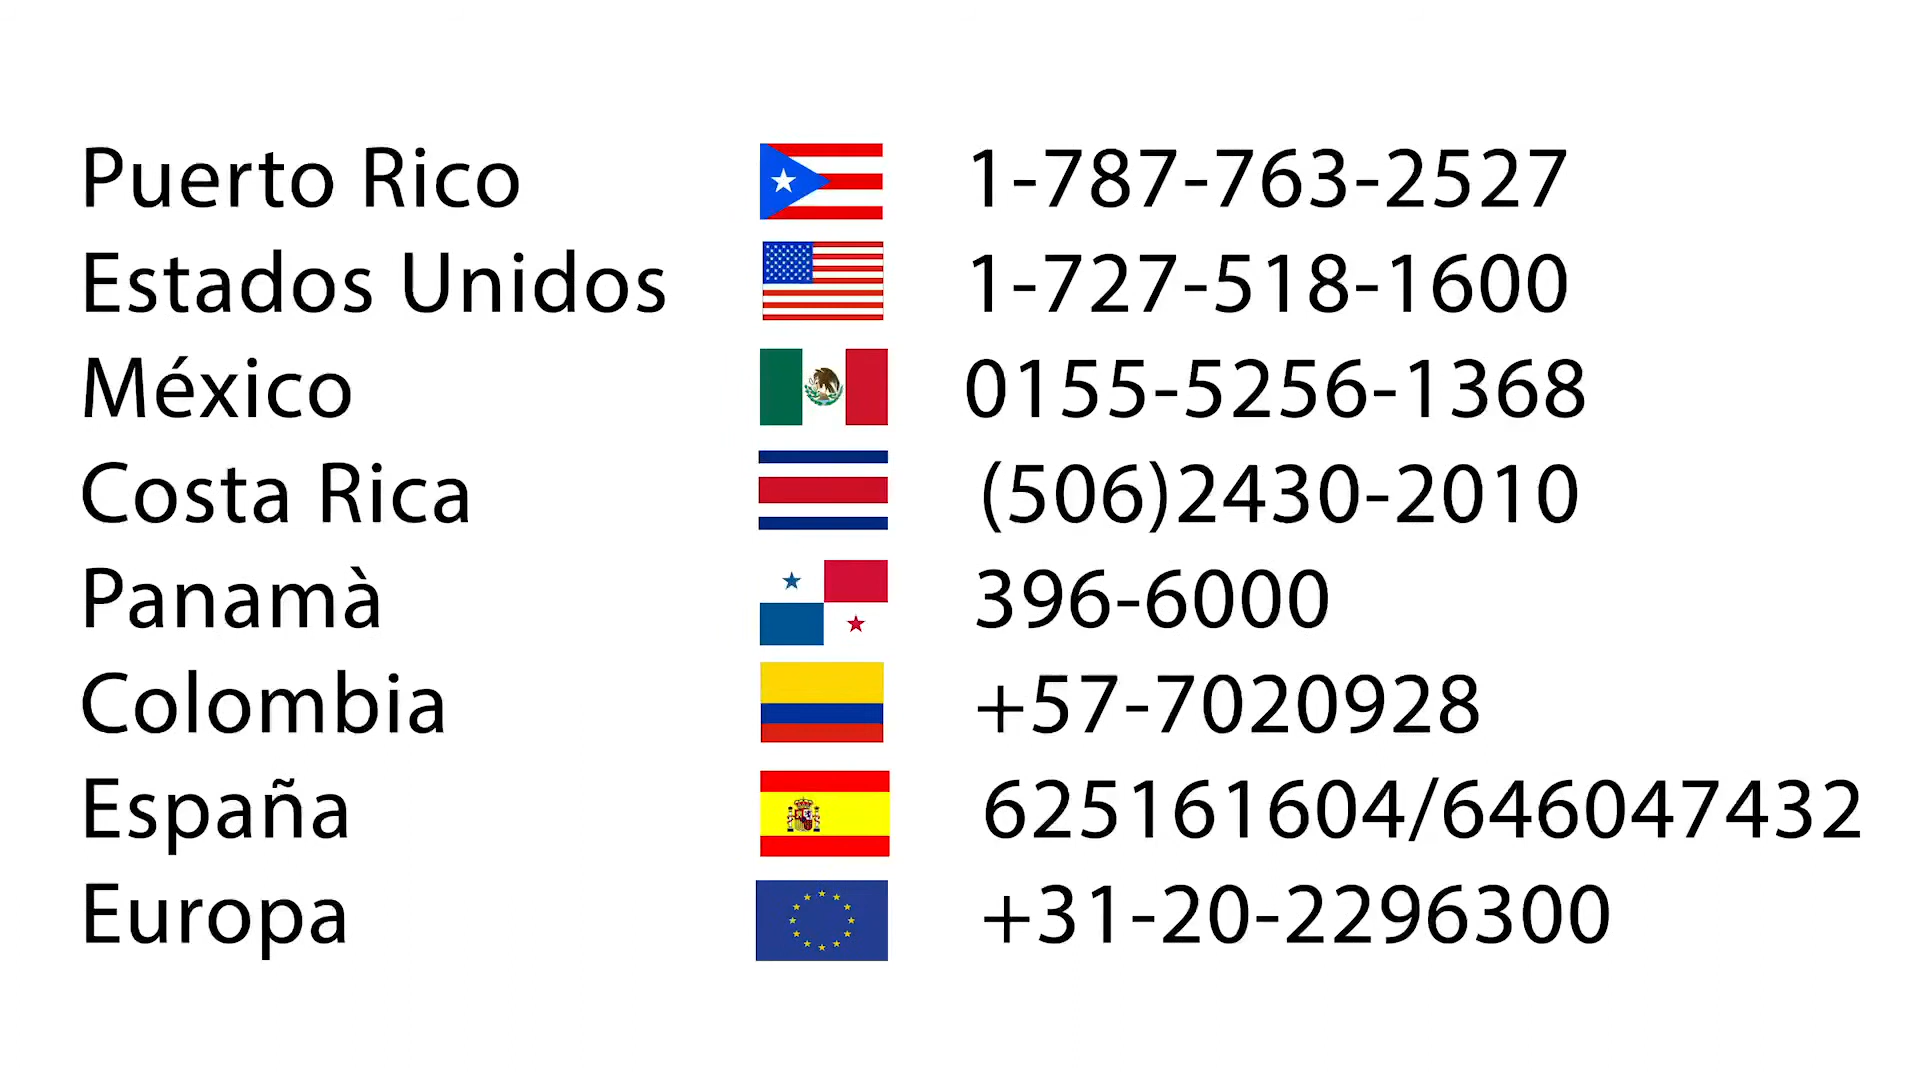 Puerto Rico 1-787-763-2527
Estados Unidos 1-727-518-1600
México 0155-5256-1368
Costa Rica (506)2430-2010
Panamà 396-6000
Colombia +57-7020928
España 625161604/646047432
Europa +31-20-2296300